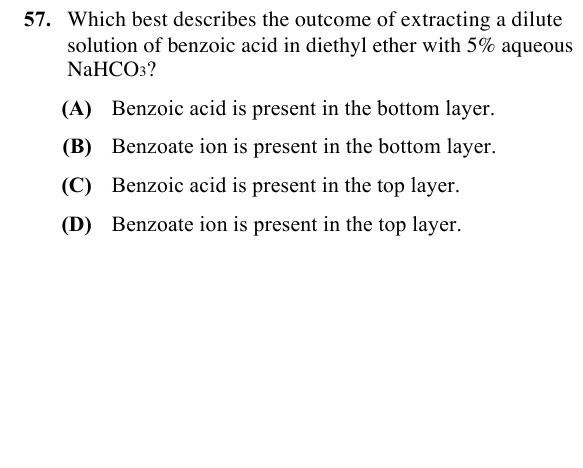 57. Which best describes the outcome of extracting a dilute
solution of benzoic acid in diethyl ether with 5% aqueous
NaHCO3?
(A) Benzoic acid is present in the bottom layer.
(B) Benzoate ion is present in the bottom layer.
(C) Benzoic acid is present in the top layer.
(D) Benzoate ion is present in the top layer.